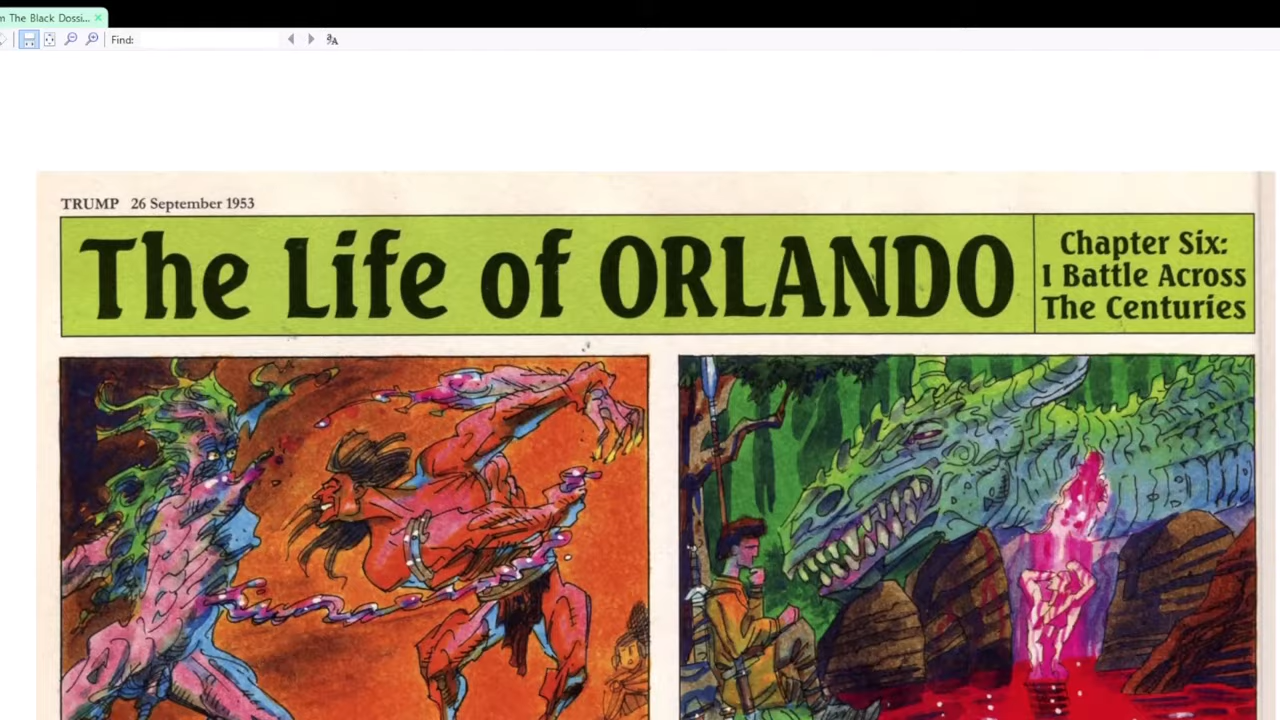 m The Black Dossi...
Find:
TRUMP 26 September 1953
The Life of ORLANDO
Chapter Six:
I Battle Across
The Centuries